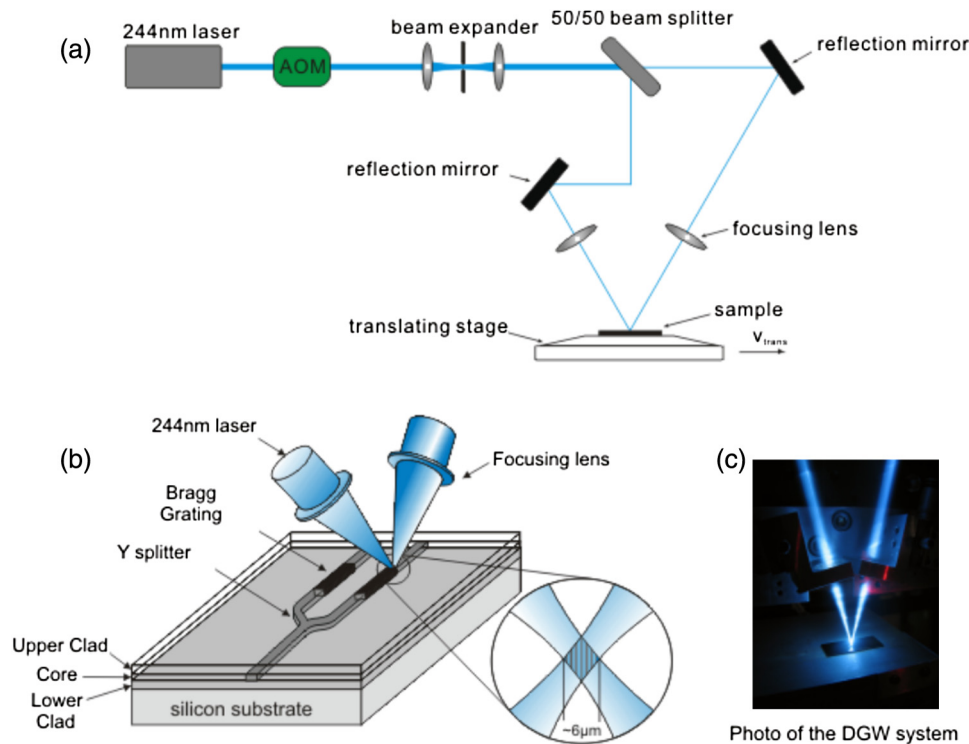 (a)
244nm laser
AOM
beam expander
50/50 beam splitter
reflection mirror
reflection mirror
focusing lens
sample
translating stage
Vtrans
(b)
244nm laser
Focusing lens
Bragg
Grating
Y splitter
Upper Clad
Core
Lower
Clad
silicon substrate
~6µm
(c)
Photo of the DGW system